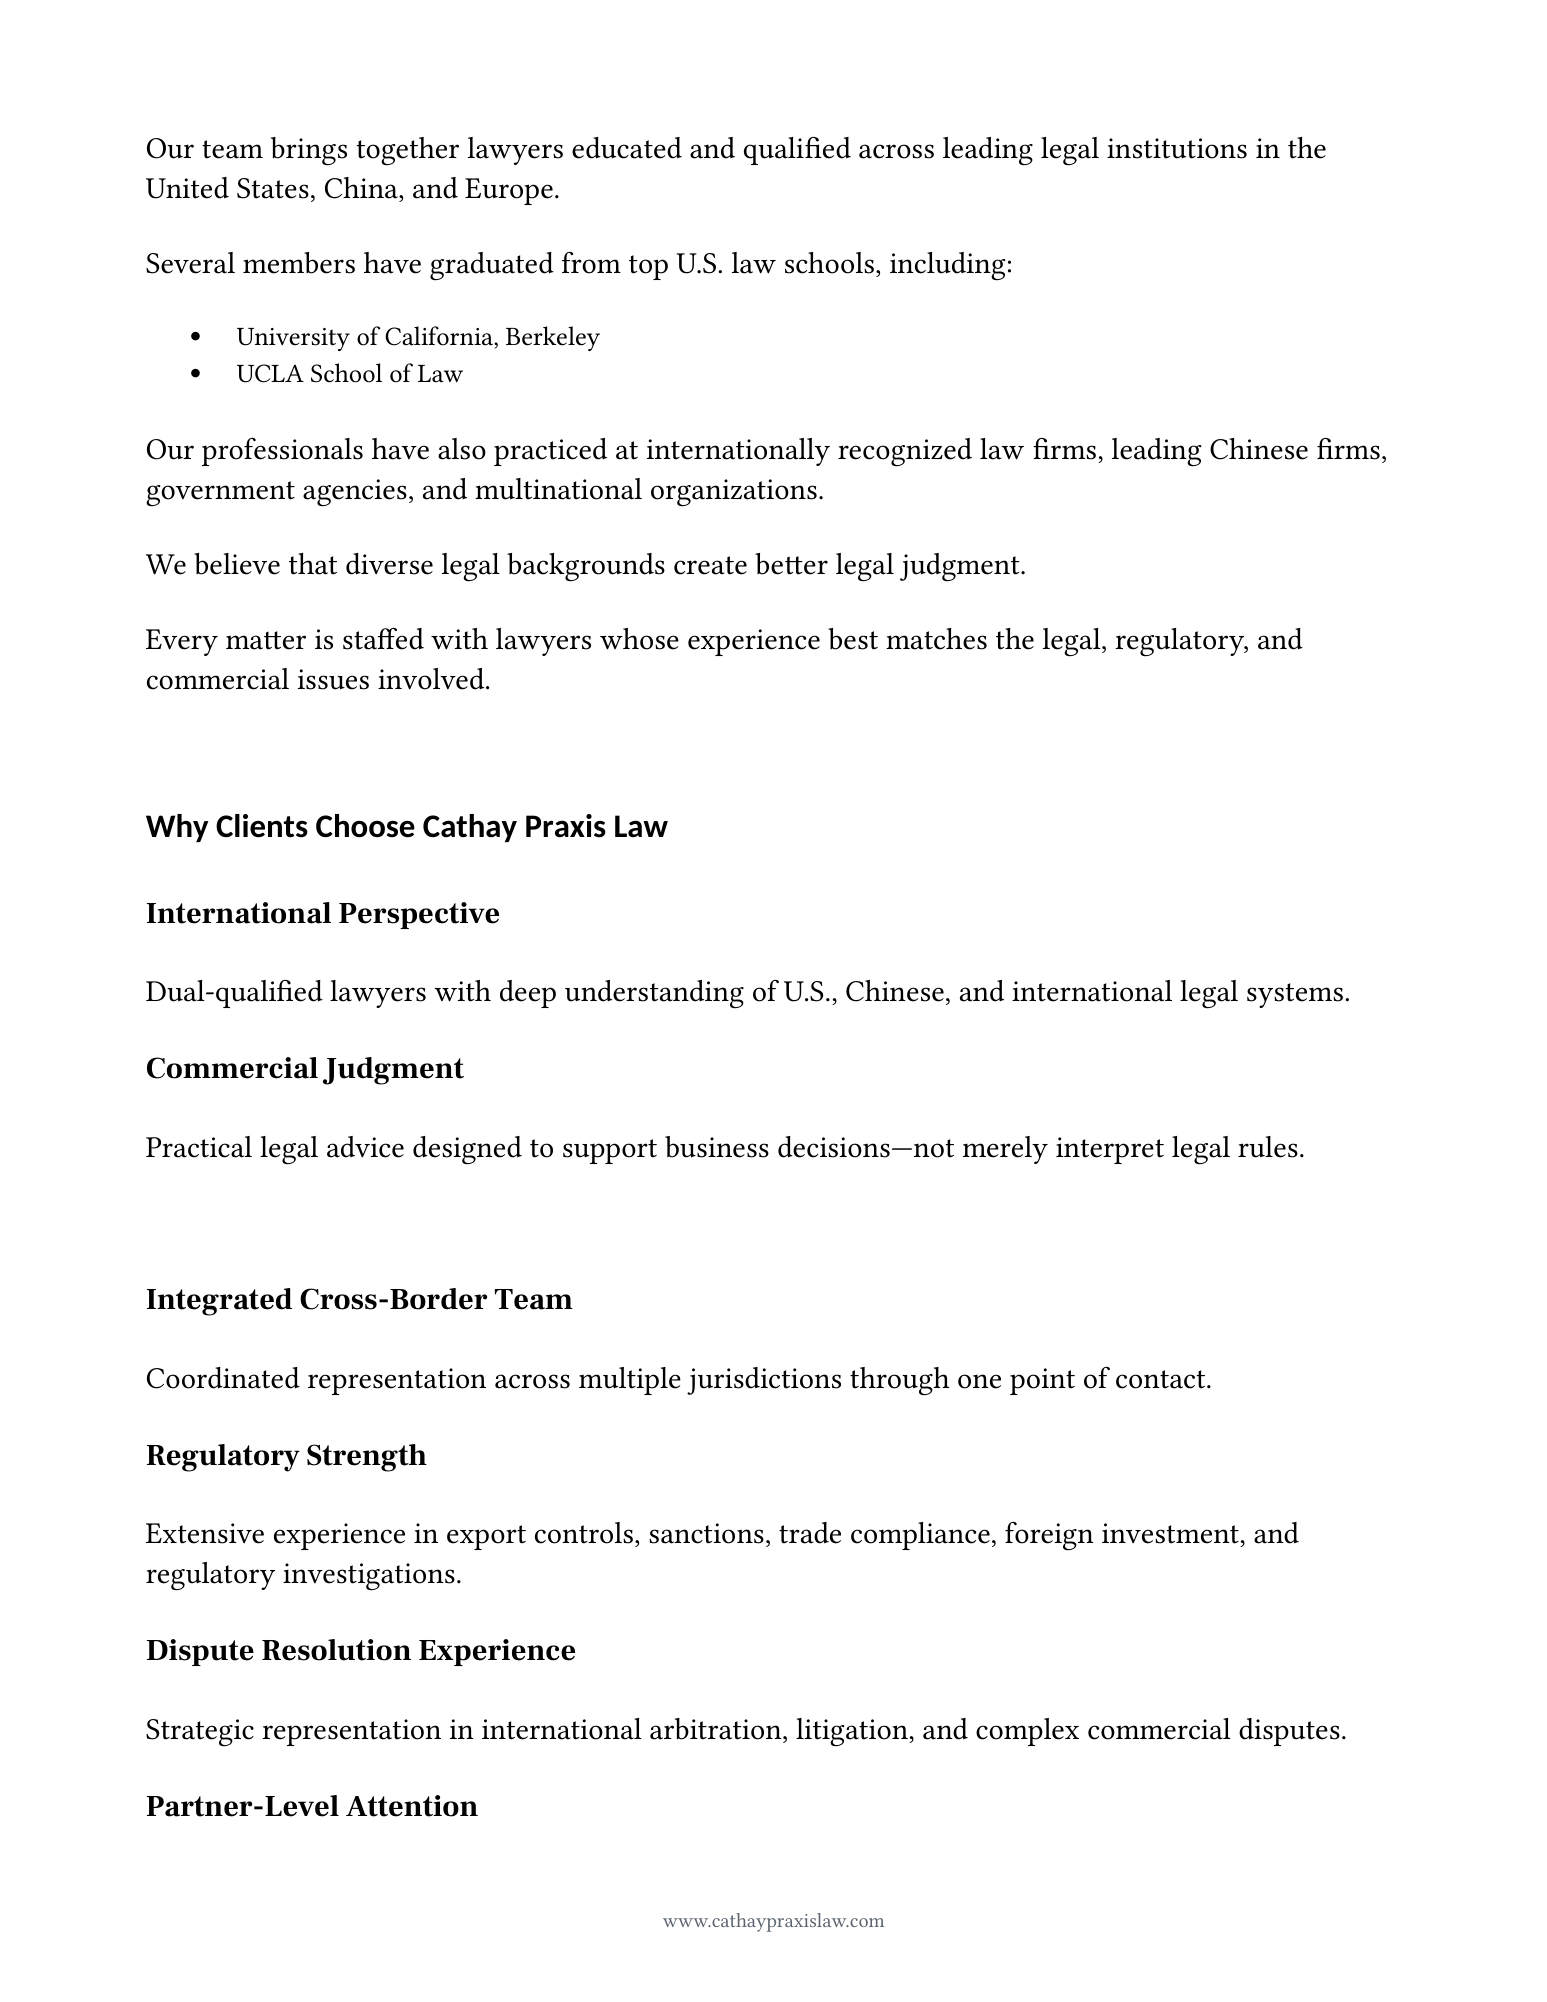 Our team brings together lawyers educated and qualified across leading legal institutions in the
United States, China, and Europe.
Several members have graduated from top U.S. law schools, including:
• University of California, Berkeley
• UCLA School of Law
Our professionals have also practiced at internationally recognized law firms, leading Chinese firms,
government agencies, and multinational organizations.
We believe that diverse legal backgrounds create better legal judgment.
Every matter is staffed with lawyers whose experience best matches the legal, regulatory, and
commercial issues involved.
Why Clients Choose Cathay Praxis Law
International Perspective
Dual-qualified lawyers with deep understanding of U.S., Chinese, and international legal systems.
Commercial Judgment
Practical legal advice designed to support business decisions—not merely interpret legal rules.
Integrated Cross-Border Team
Coordinated representation across multiple jurisdictions through one point of contact.
Regulatory Strength
Extensive experience in export controls, sanctions, trade compliance, foreign investment, and
regulatory investigations.
Dispute Resolution Experience
Strategic representation in international arbitration, litigation, and complex commercial disputes.
Partner-Level Attention
www.cathaypraxislaw.com